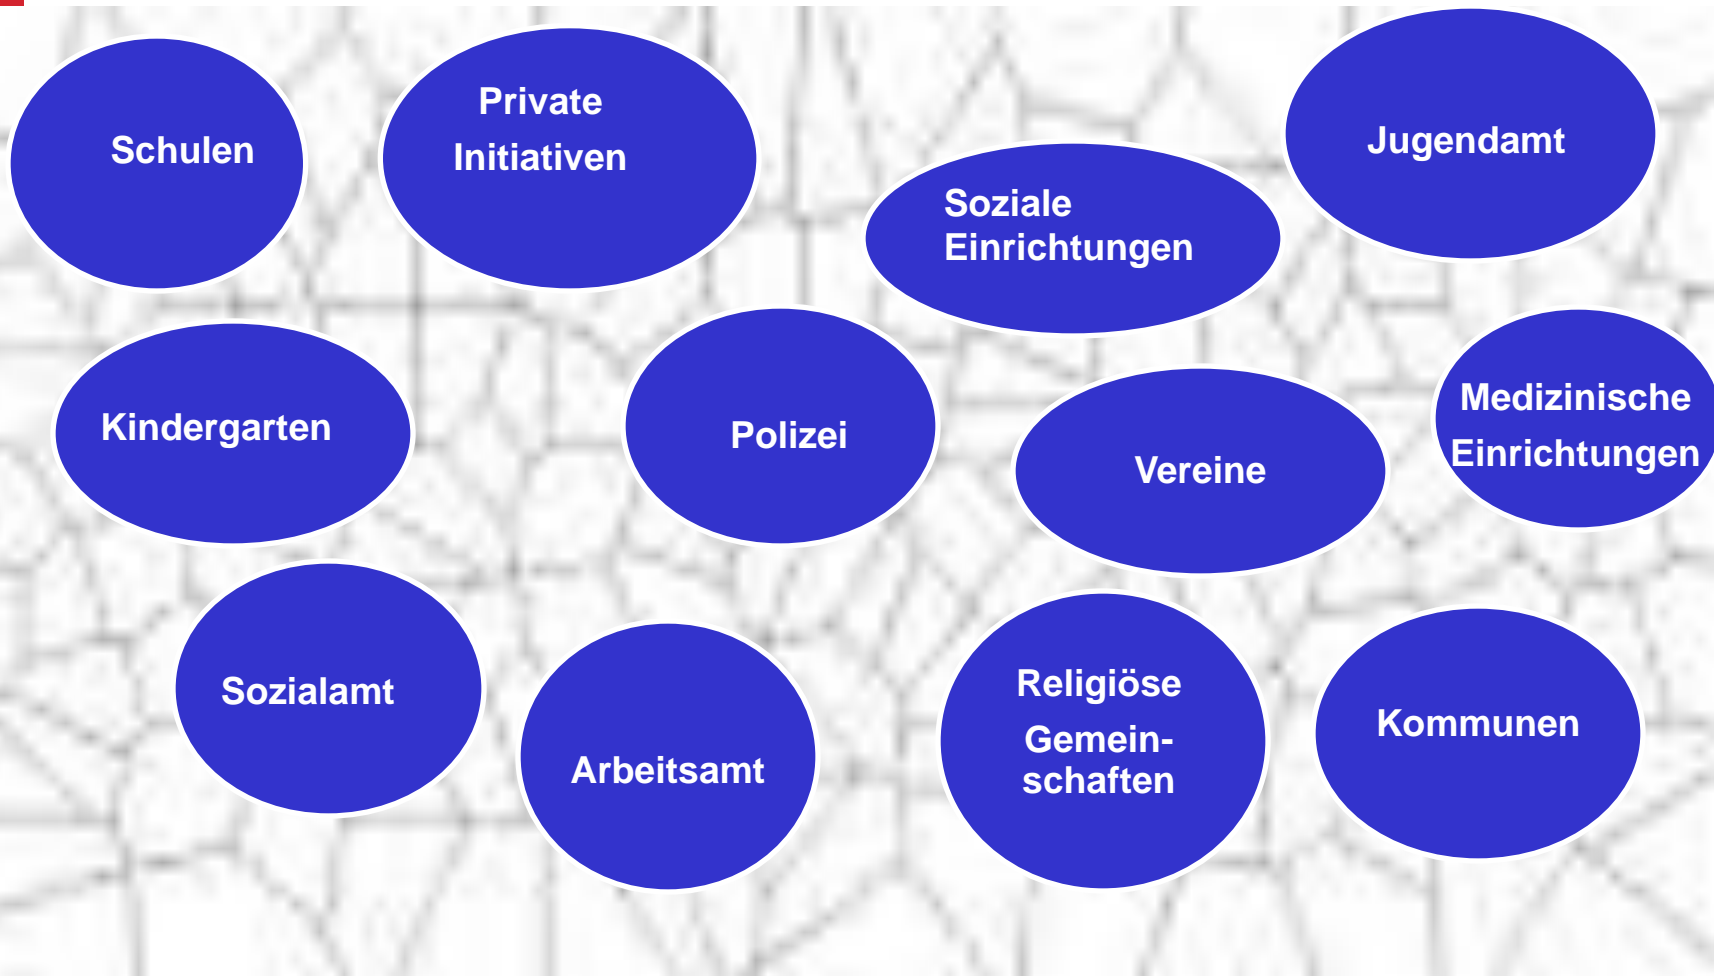 Schulen
Private
Initiativen
Jugendamt
Soziale
Einrichtungen
Kindergarten
Polizei
Vereine
Medizinische
Einrichtungen
Sozialamt
Arbeitsamt
Religiöse
Gemein-
schaften
Kommunen